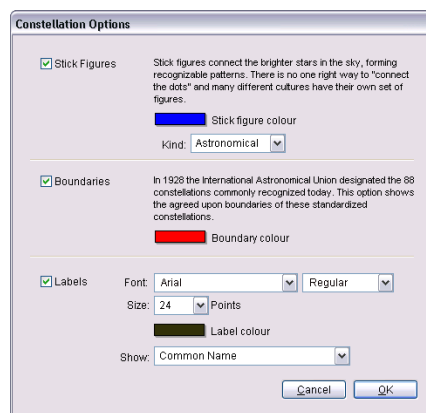 Constellation Options
Stick Figures
Stick figures connect the brighter stars in the sky, forming
recognizable patterns. There is no one right way to "connect
the dots" and many different cultures have their own set of
figures.
Stick figure colour
Kind: Astronomical
Boundaries
In 1928 the International Astronomical Union designated the 88
constellations commonly recognized today. This option shows
the agreed upon boundaries of these standardized
constellations.
Boundary colour
Labels Font: Arial Regular
Size: 24 Points
Label colour
Show: Common Name
Cancel OK